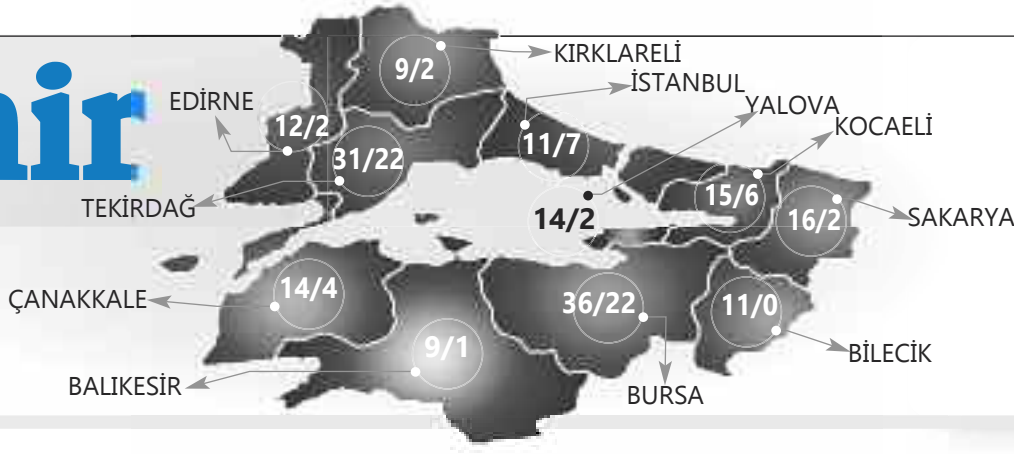 nir
KIRKLARELİ
9/2
İSTANBUL
EDİRNE
YALOVA
12/2
KOCAELİ
11/7
31/22
TEKİRDAĞ
15/6
14/2
16/2
SAKARYA
ÇANAKKALE
14/4
36/22
11/0
9/1
BİLECİK
BALIKESİR
BURSA